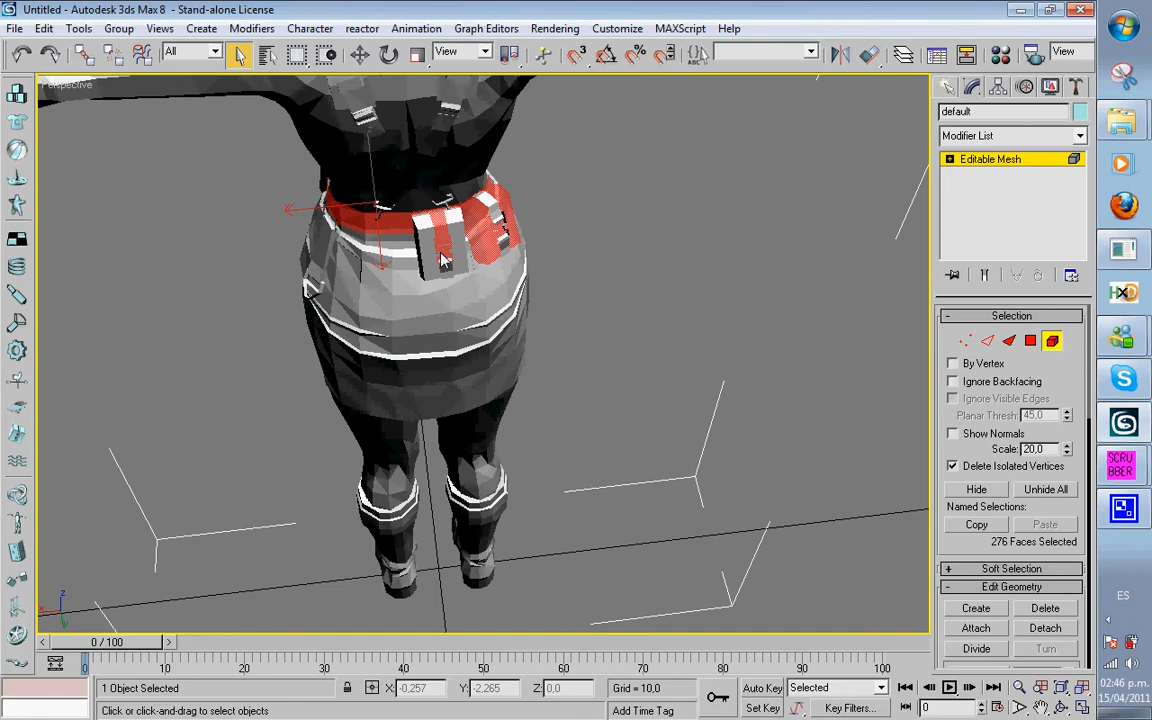 Untitled - Autodesk 3ds Max 8 - Stand-alone License
File Edit Tools Group Views Create Modifiers Character reactor Animation Graph Editors Rendering Customize MAXScript Help
All View View
Perspective
default
Modifier List
Editable Mesh
Selection
By Vertex
Ignore Backfacing
Ignore Visible Edges
Planar Thresh: 45,0
Show Normals
Scale: 20,0
Delete Isolated Vertices
Hide Unhide All
Named Selections:
Copy Paste
276 Faces Selected
Soft Selection
Edit Geometry
Create Delete
Attach Detach
Divide Turn
SCRU
BBER
ES
02:46 p.m.
15/04/2011
x z y
0 / 100
0 10 20 30 40 50 60 70 80 90 100
1 Object Selected X: -0,257 Y: -2,265 Z: 0,0 Grid = 10,0 Auto Key Selected
Click or click-and-drag to select objects Add Time Tag Set Key Key Filters... 0